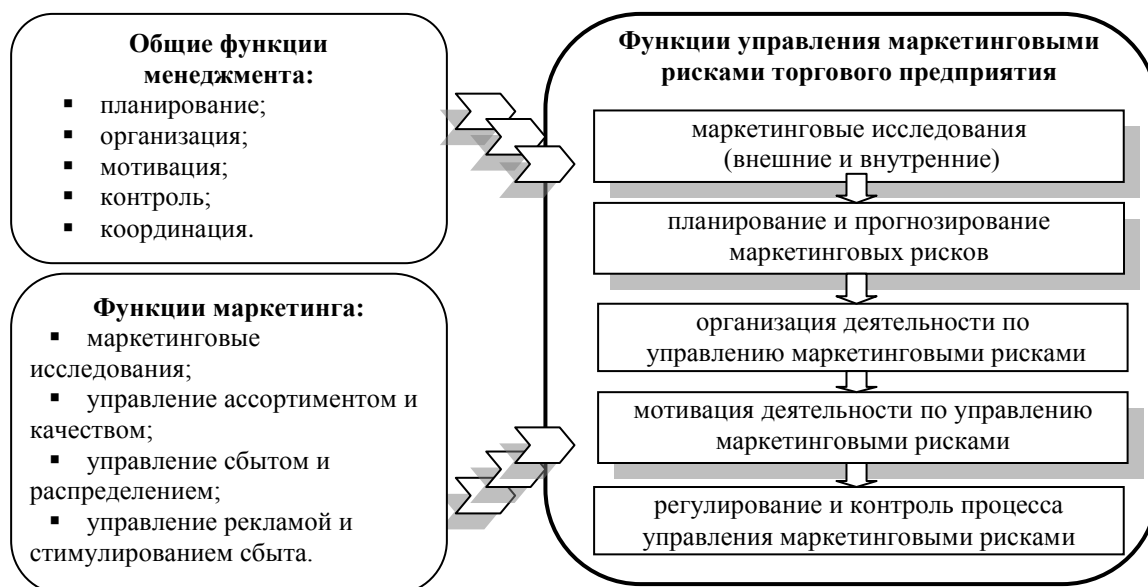 Общие функции
менеджмента:
▪ планирование;
▪ организация;
▪ мотивация;
▪ контроль;
▪ координация.
Функции маркетинга:
▪ маркетинговые
исследования;
▪ управление ассортиментом и
качеством;
▪ управление сбытом и
распределением;
▪ управление рекламой и
стимулированием сбыта.
Функции управления маркетинговыми
рисками торгового предприятия
маркетинговые исследования
(внешние и внутренние)
планирование и прогнозирование
маркетинговых рисков
организация деятельности по
управлению маркетинговыми рисками
мотивация деятельности по управлению
маркетинговыми рисками
регулирование и контроль процесса
управления маркетинговыми рисками